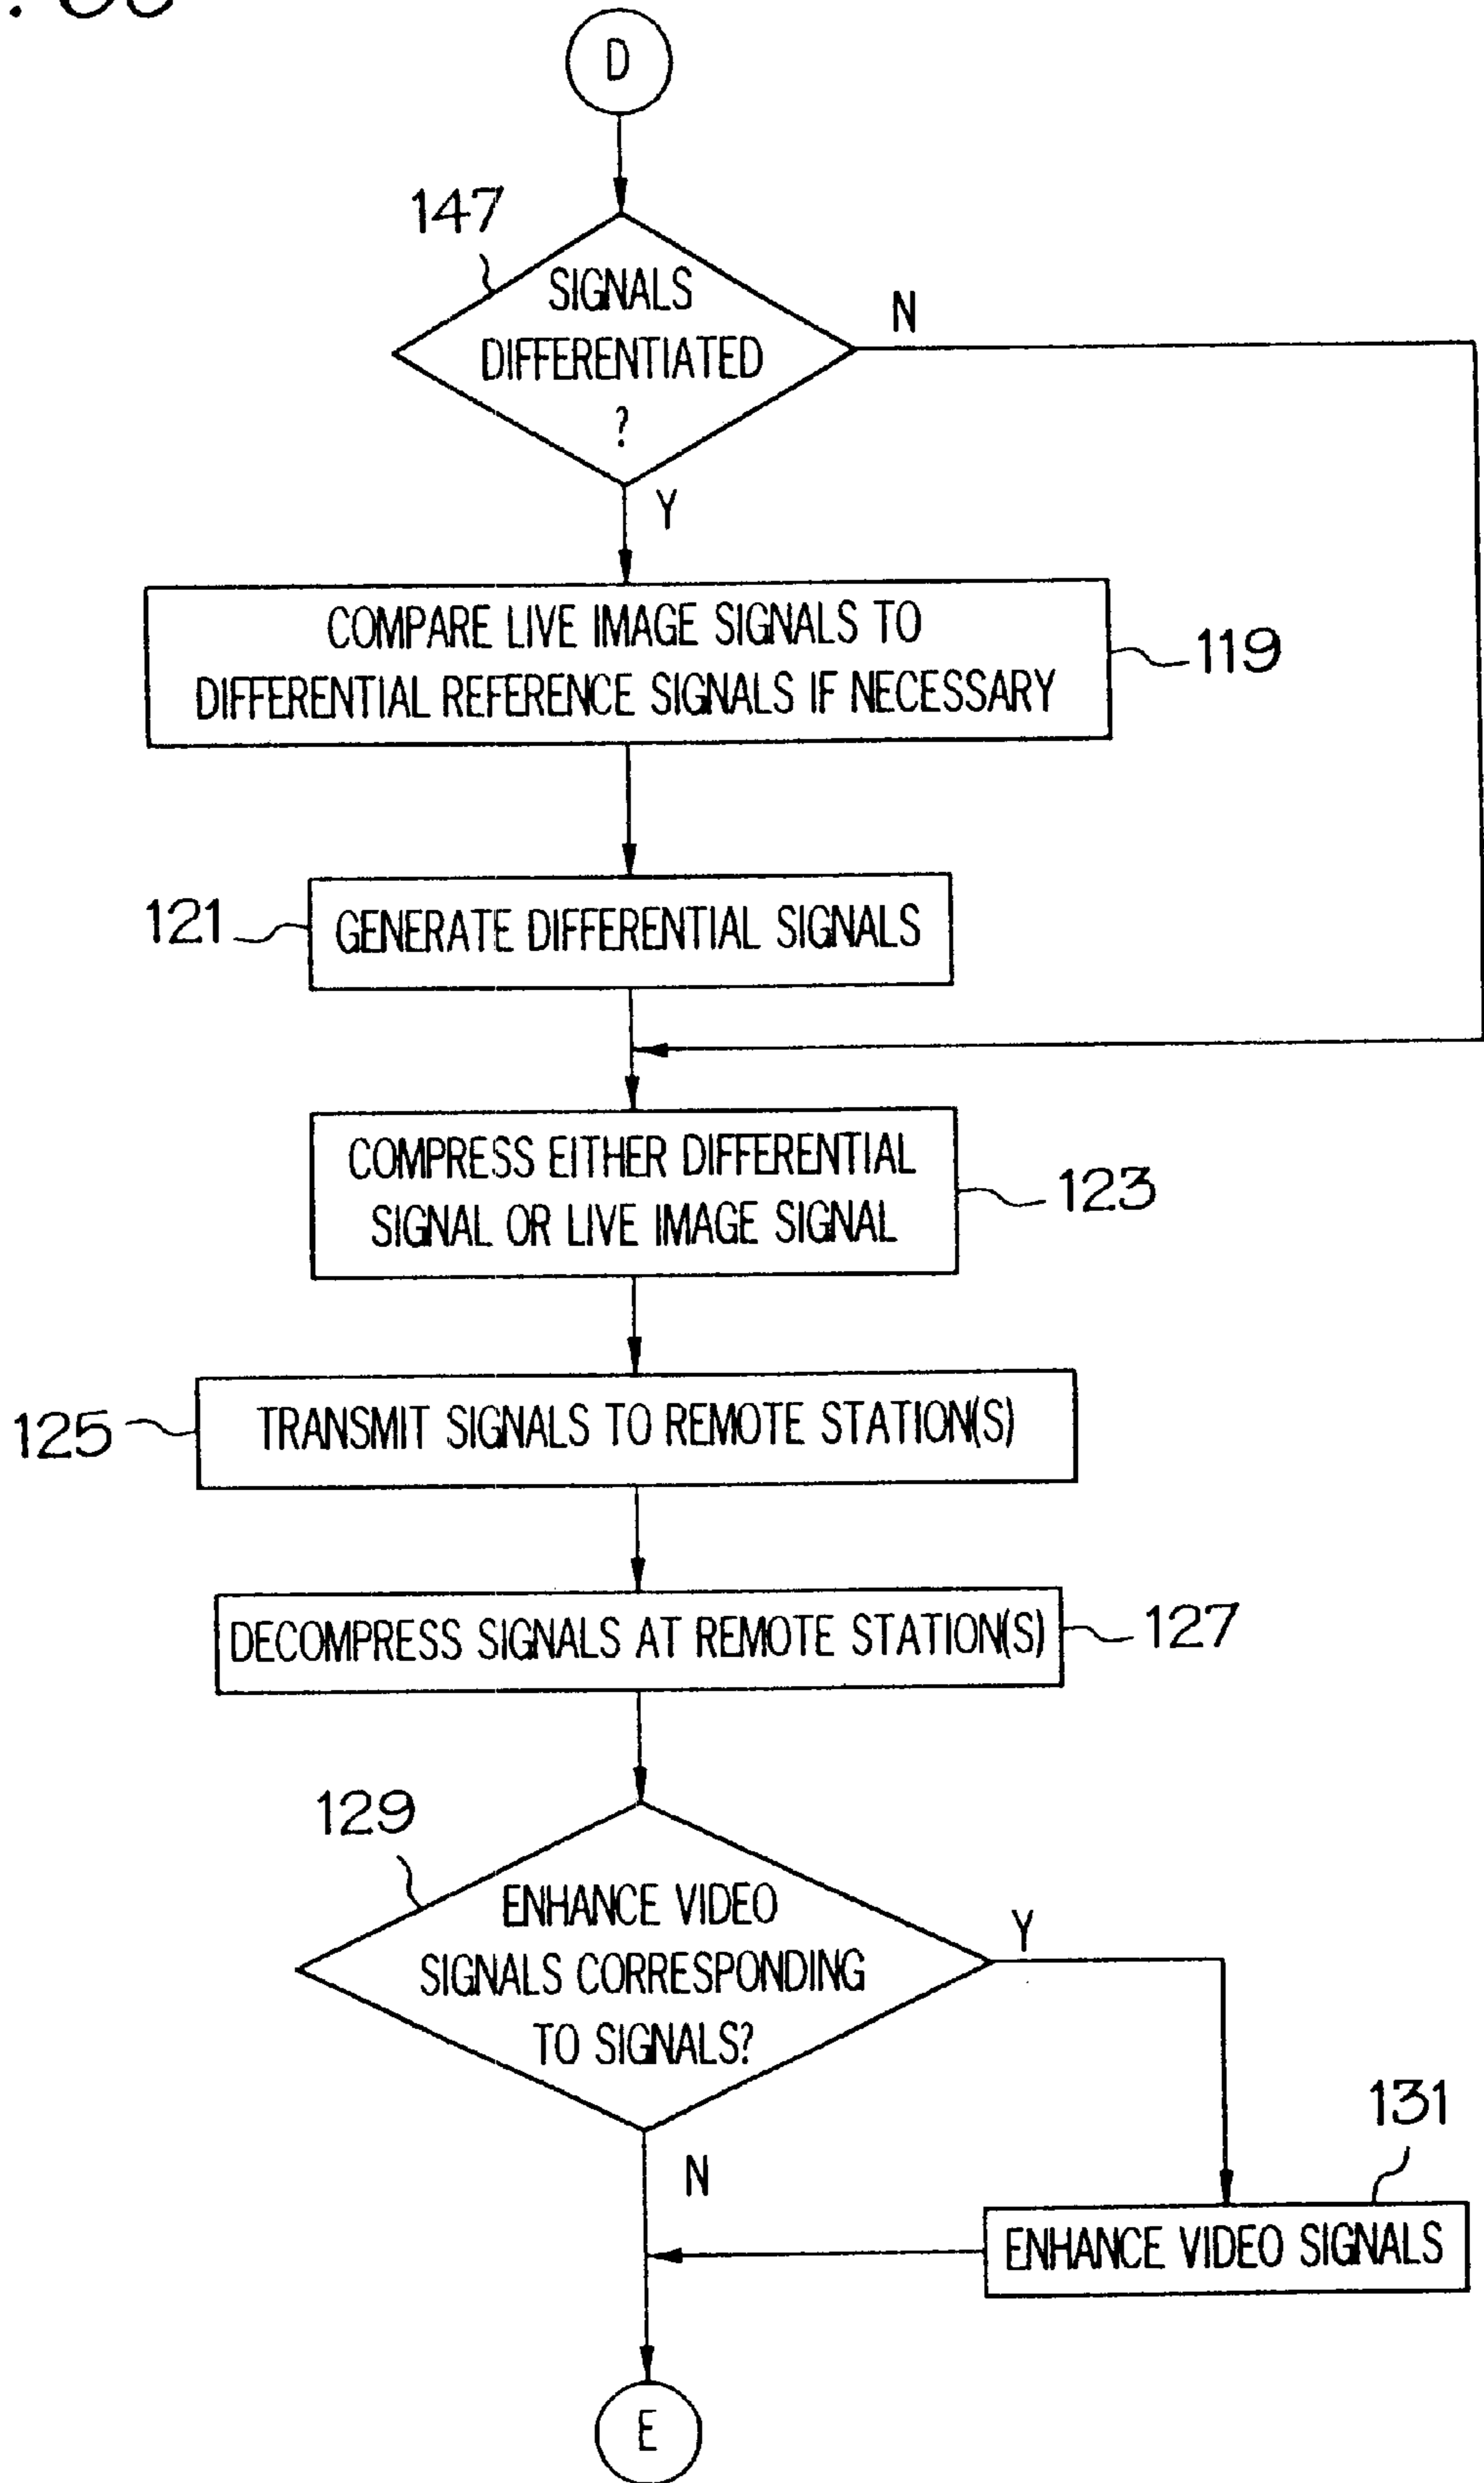 D
147
SIGNALS
DIFFERENTIATED
?
N
Y
COMPARE LIVE IMAGE SIGNALS TO
DIFFERENTIAL REFERENCE SIGNALS IF NECESSARY
119
121
GENERATE DIFFERENTIAL SIGNALS
COMPRESS EITHER DIFFERENTIAL
SIGNAL OR LIVE IMAGE SIGNAL
123
125
TRANSMIT SIGNALS TO REMOTE STATION(S)
DECOMPRESS SIGNALS AT REMOTE STATION(S)
127
129
ENHANCE VIDEO
SIGNALS CORRESPONDING
TO SIGNALS?
Y
N
131
ENHANCE VIDEO SIGNALS
E